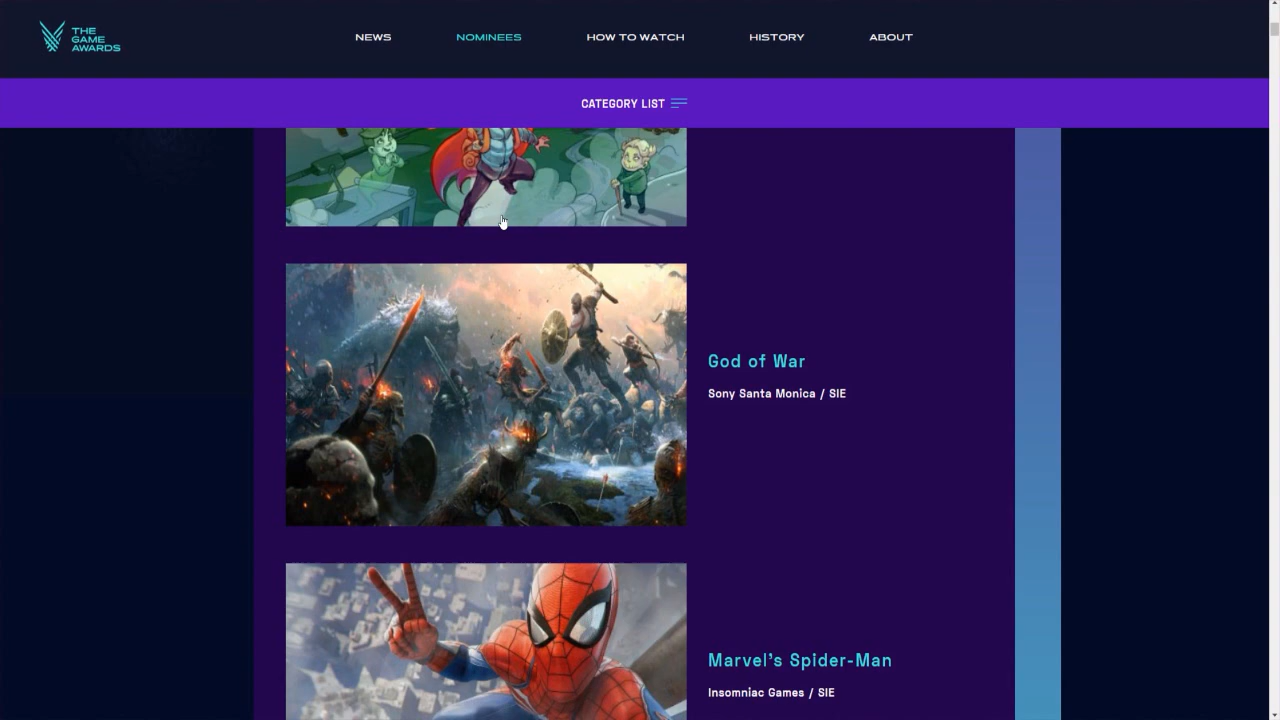 THE
GAME
AWARDS
NEWS
NOMINEES
HOW TO WATCH
HISTORY
ABOUT
CATEGORY LIST
God of War
Sony Santa Monica / SIE
Marvel's Spider-Man
Insomniac Games / SIE